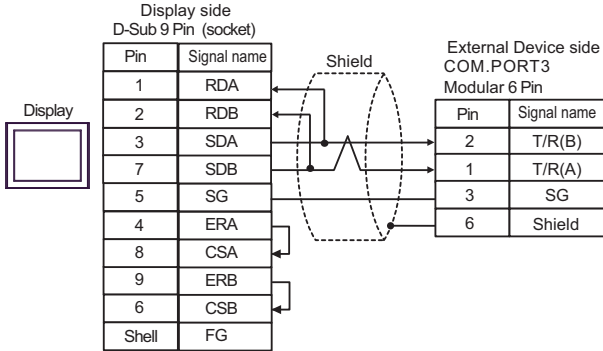 Display side
D-Sub 9 Pin (socket)
Pin Signal name
1 RDA
2 RDB
3 SDA
7 SDB
5 SG
4 ERA
8 CSA
9 ERB
6 CSB
Shell FG
Display
Shield
External Device side
COM.PORT3
Modular 6 Pin
Pin Signal name
2 T/R(B)
1 T/R(A)
3 SG
6 Shield